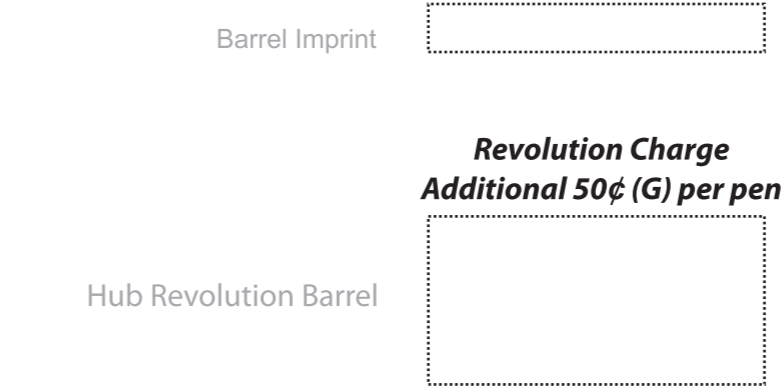 Barrel Imprint
Revolution Charge
Additional 50¢ (G) per pen
Hub Revolution Barrel